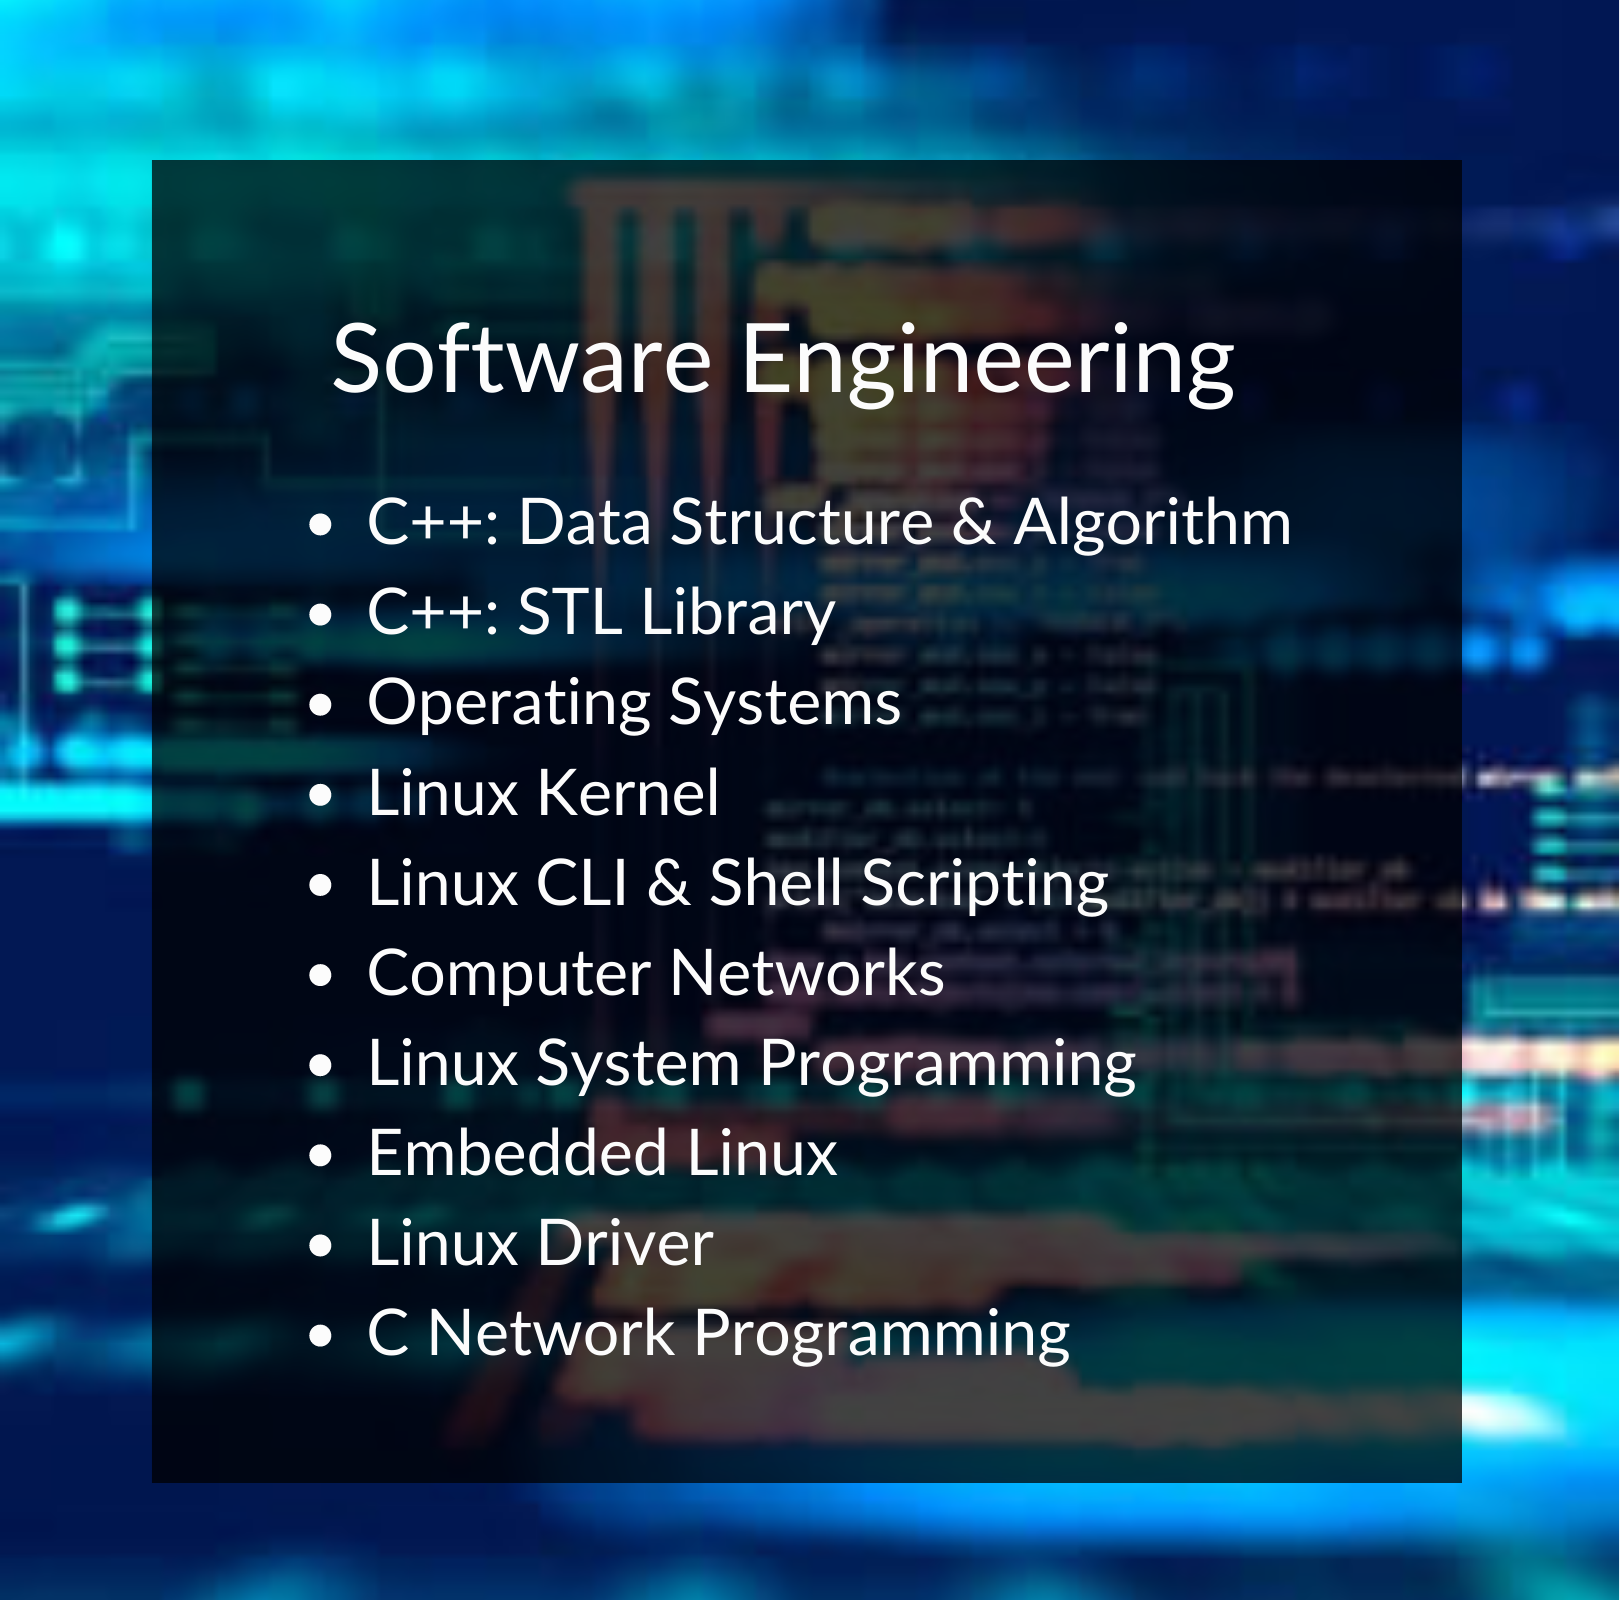 Software Engineering
• C++: Data Structure & Algorithm
• C++: STL Library
• Operating Systems
• Linux Kernel
• Linux CLI & Shell Scripting
• Computer Networks
• Linux System Programming
• Embedded Linux
• Linux Driver
• C Network Programming